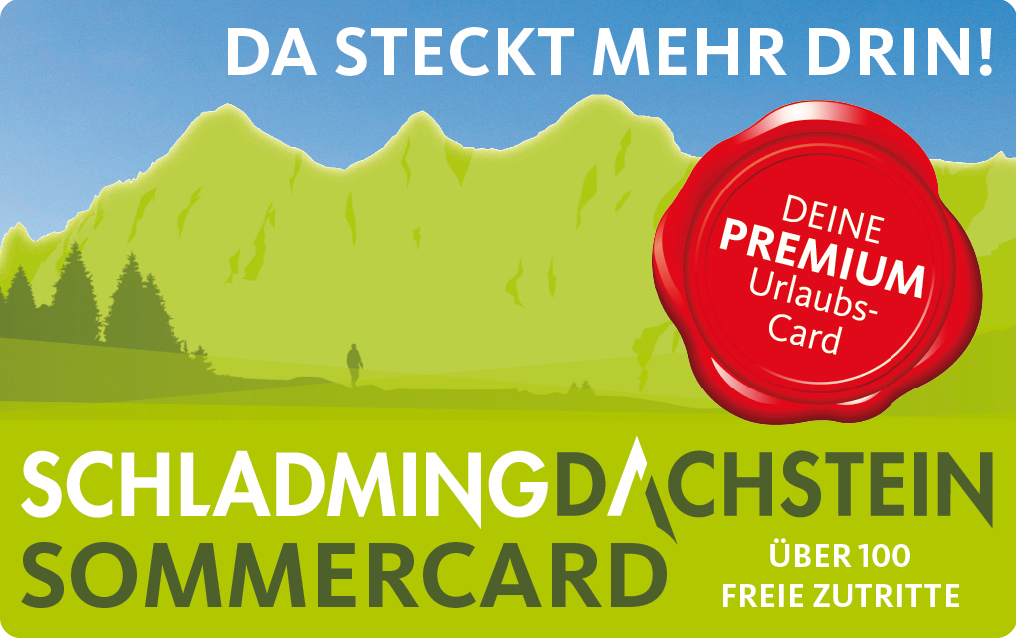 DA STECKT MEHR DRIN!
DEINE
PREMIUM
Urlaubs-
Card
SCHLADMINGDACHSTEIN
SOMMERCARD
ÜBER 100
FREIE ZUTRITTE